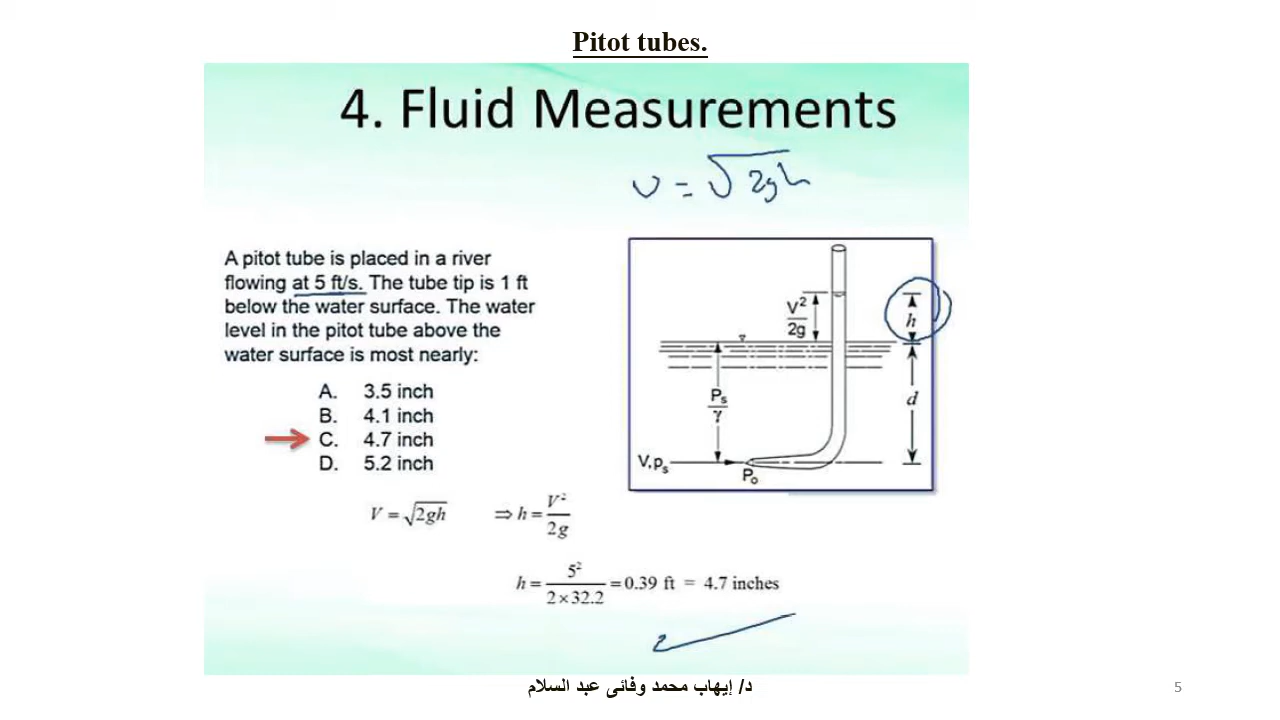 Pitot tubes.
4. Fluid Measurements
υ = √2gh
A pitot tube is placed in a river
flowing at 5 ft/s. The tube tip is 1 ft
below the water surface. The water
level in the pitot tube above the
water surface is most nearly:
A. 3.5 inch
B. 4.1 inch
C. 4.7 inch
D. 5.2 inch
V²/2g
h
Ps/γ
d
V,ps
Po
V = √2gh ⇒ h = V²/2g
h = 5²/2×32.2 = 0.39 ft = 4.7 inches
د/ إيهاب محمد وفائى عبد السلام
5